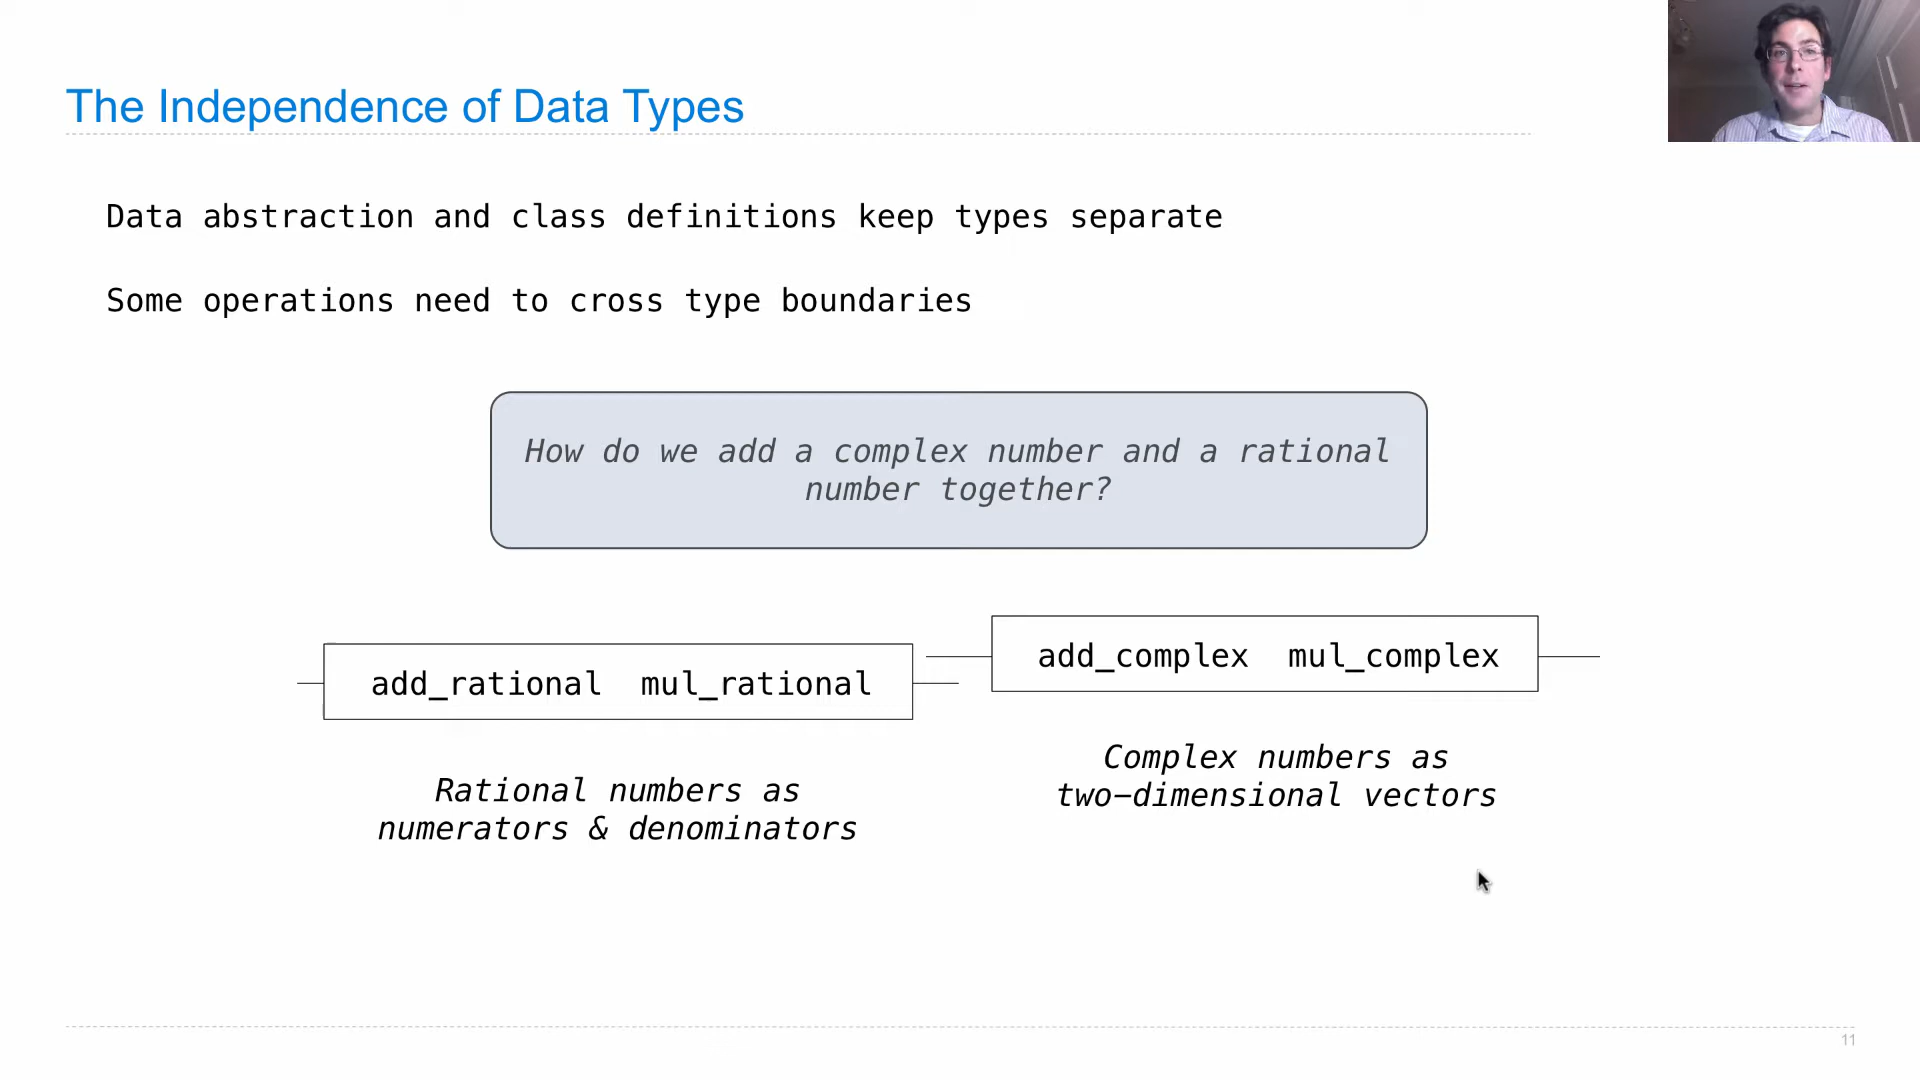 The Independence of Data Types
Data abstraction and class definitions keep types separate
Some operations need to cross type boundaries
How do we add a complex number and a rational
number together?
add_rational  mul_rational
add_complex  mul_complex
Rational numbers as
numerators & denominators
Complex numbers as
two-dimensional vectors
11